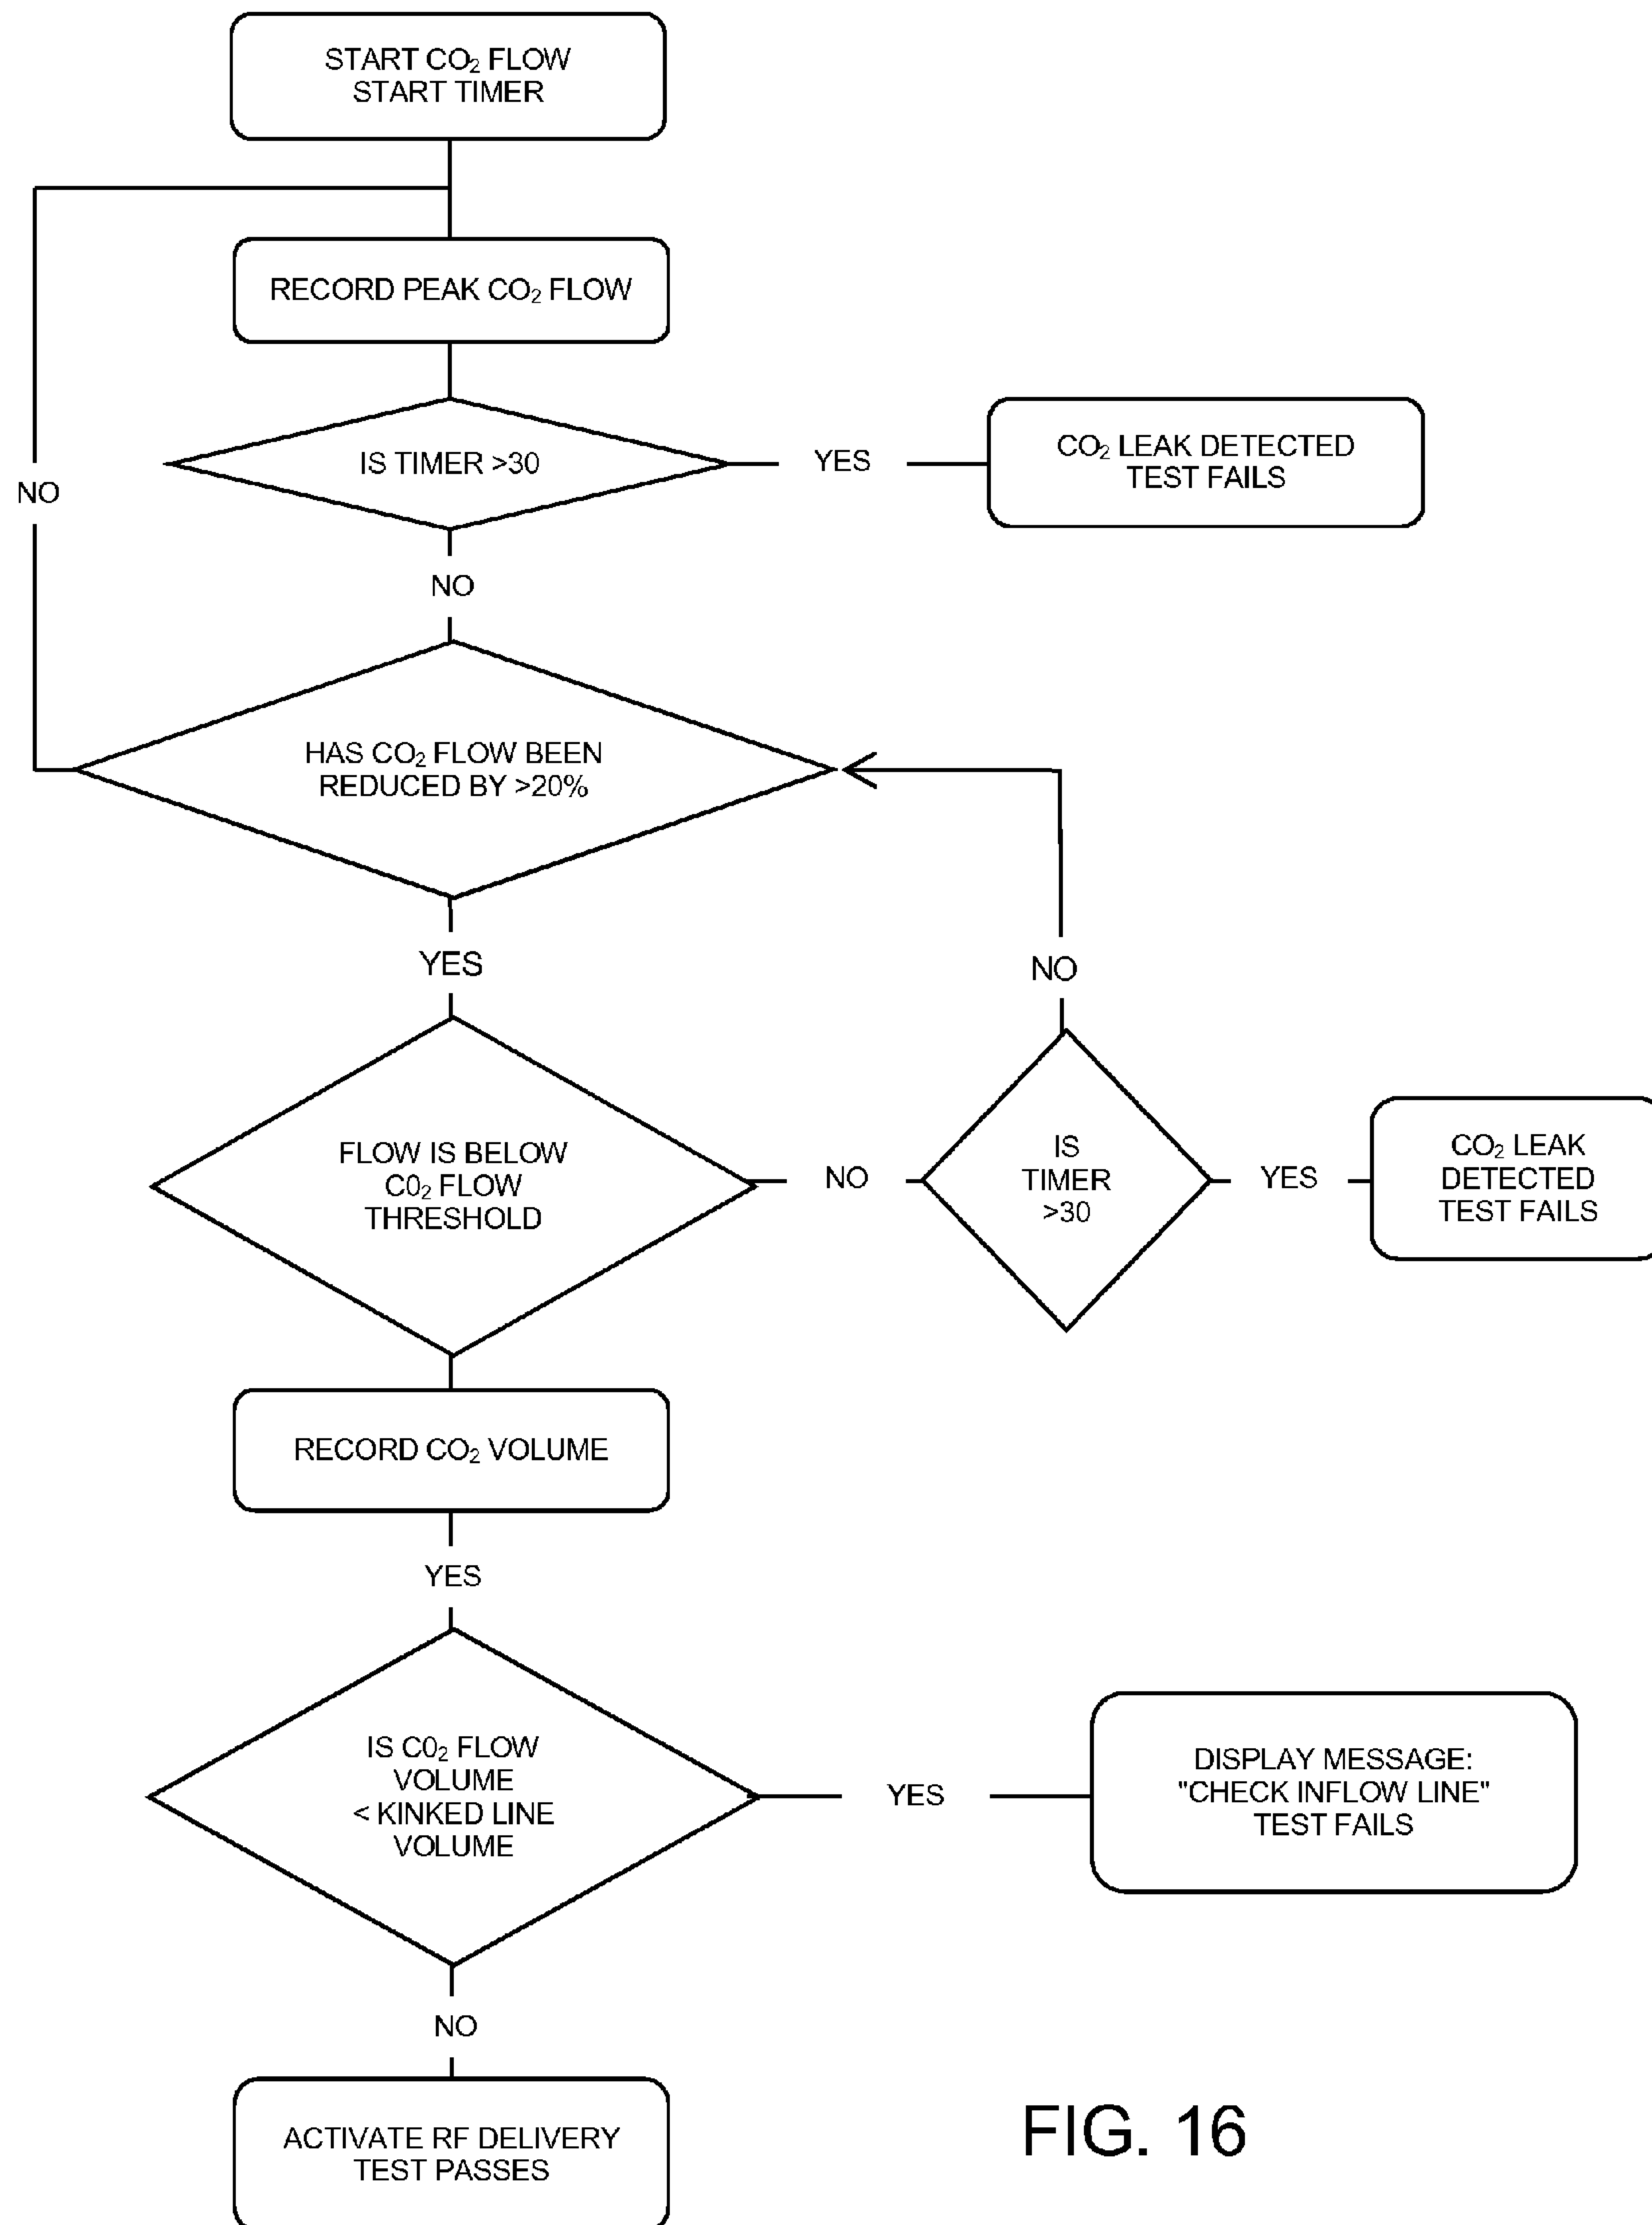 START CO₂ FLOW
START TIMER
RECORD PEAK CO₂ FLOW
IS TIMER >30
YES
CO₂ LEAK DETECTED
TEST FAILS
NO
NO
HAS CO₂ FLOW BEEN
REDUCED BY >20%
YES
NO
FLOW IS BELOW
C0₂ FLOW
THRESHOLD
NO
IS
TIMER
>30
YES
CO₂ LEAK
DETECTED
TEST FAILS
RECORD CO₂ VOLUME
YES
IS C0₂ FLOW
VOLUME
< KINKED LINE
VOLUME
YES
DISPLAY MESSAGE:
"CHECK INFLOW LINE"
TEST FAILS
NO
ACTIVATE RF DELIVERY
TEST PASSES
FIG. 16